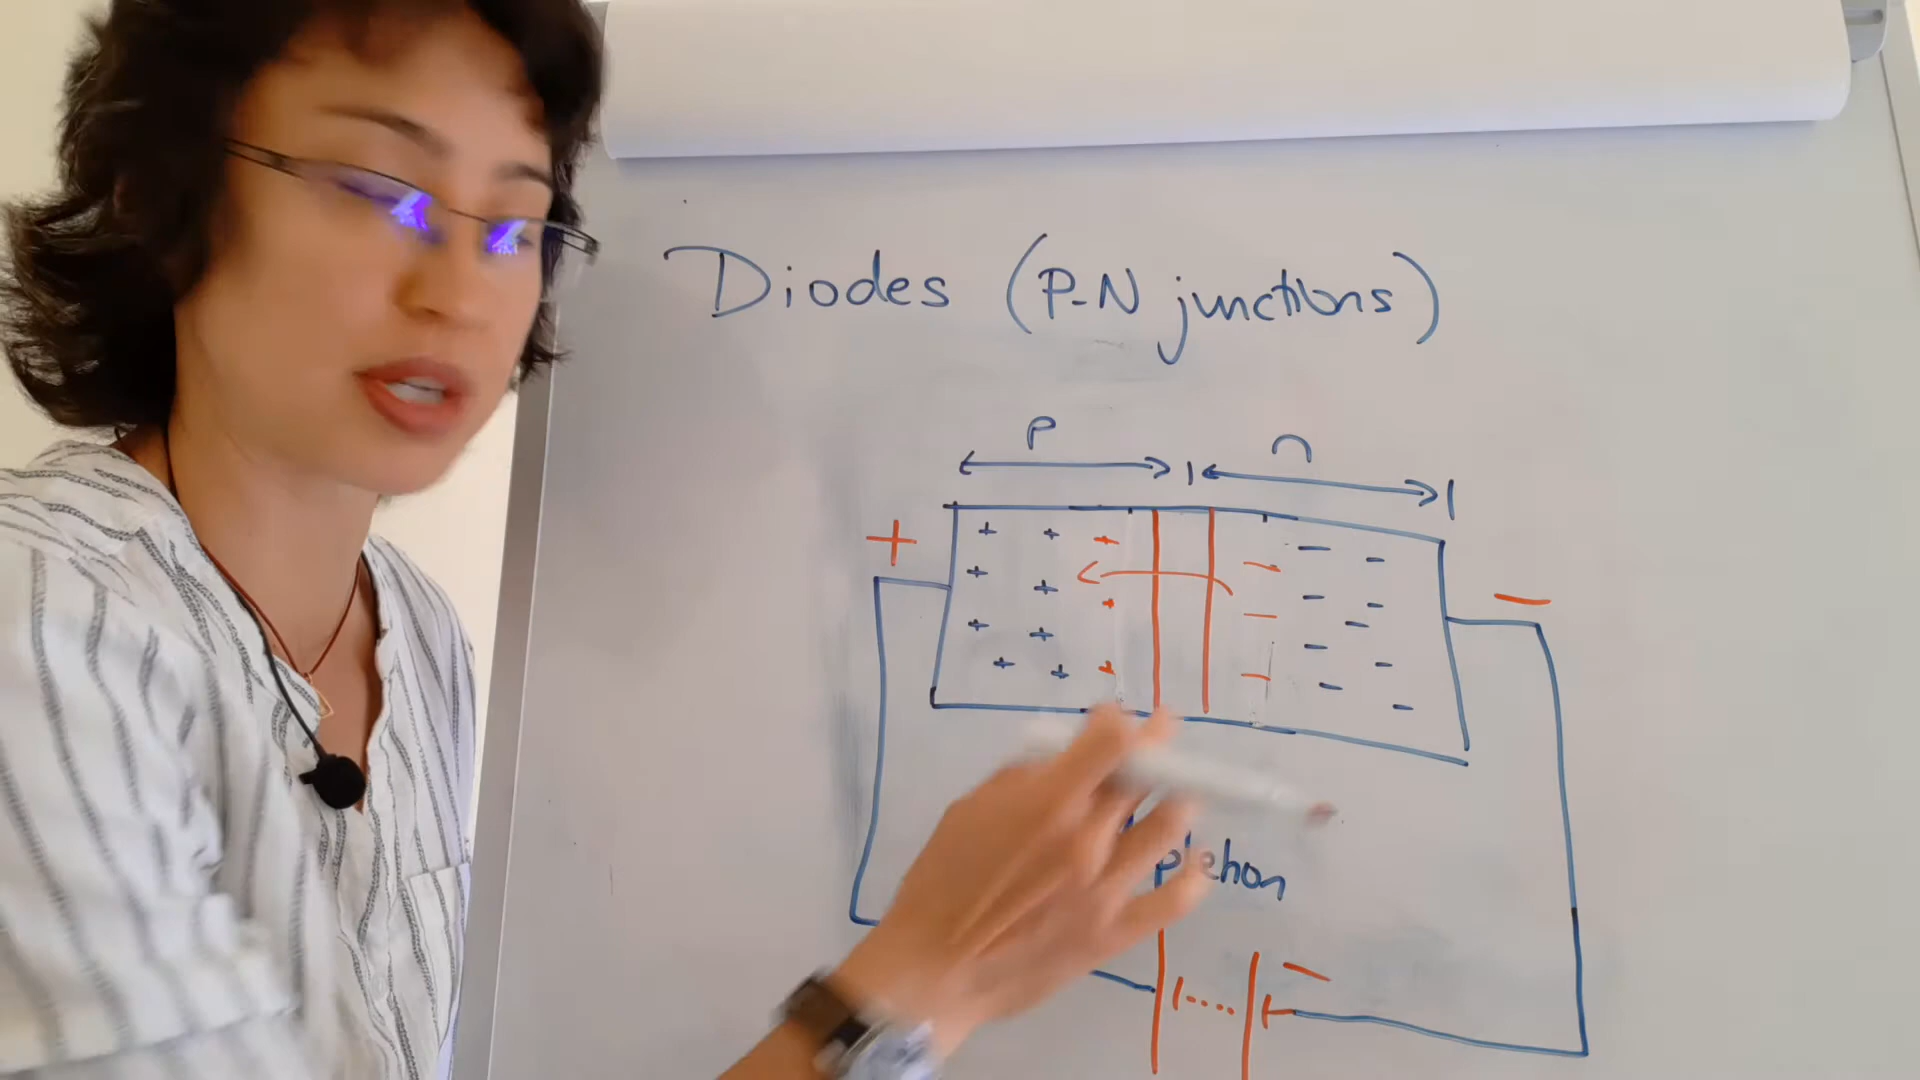 Diodes (P-N junctions)
P n
+ -